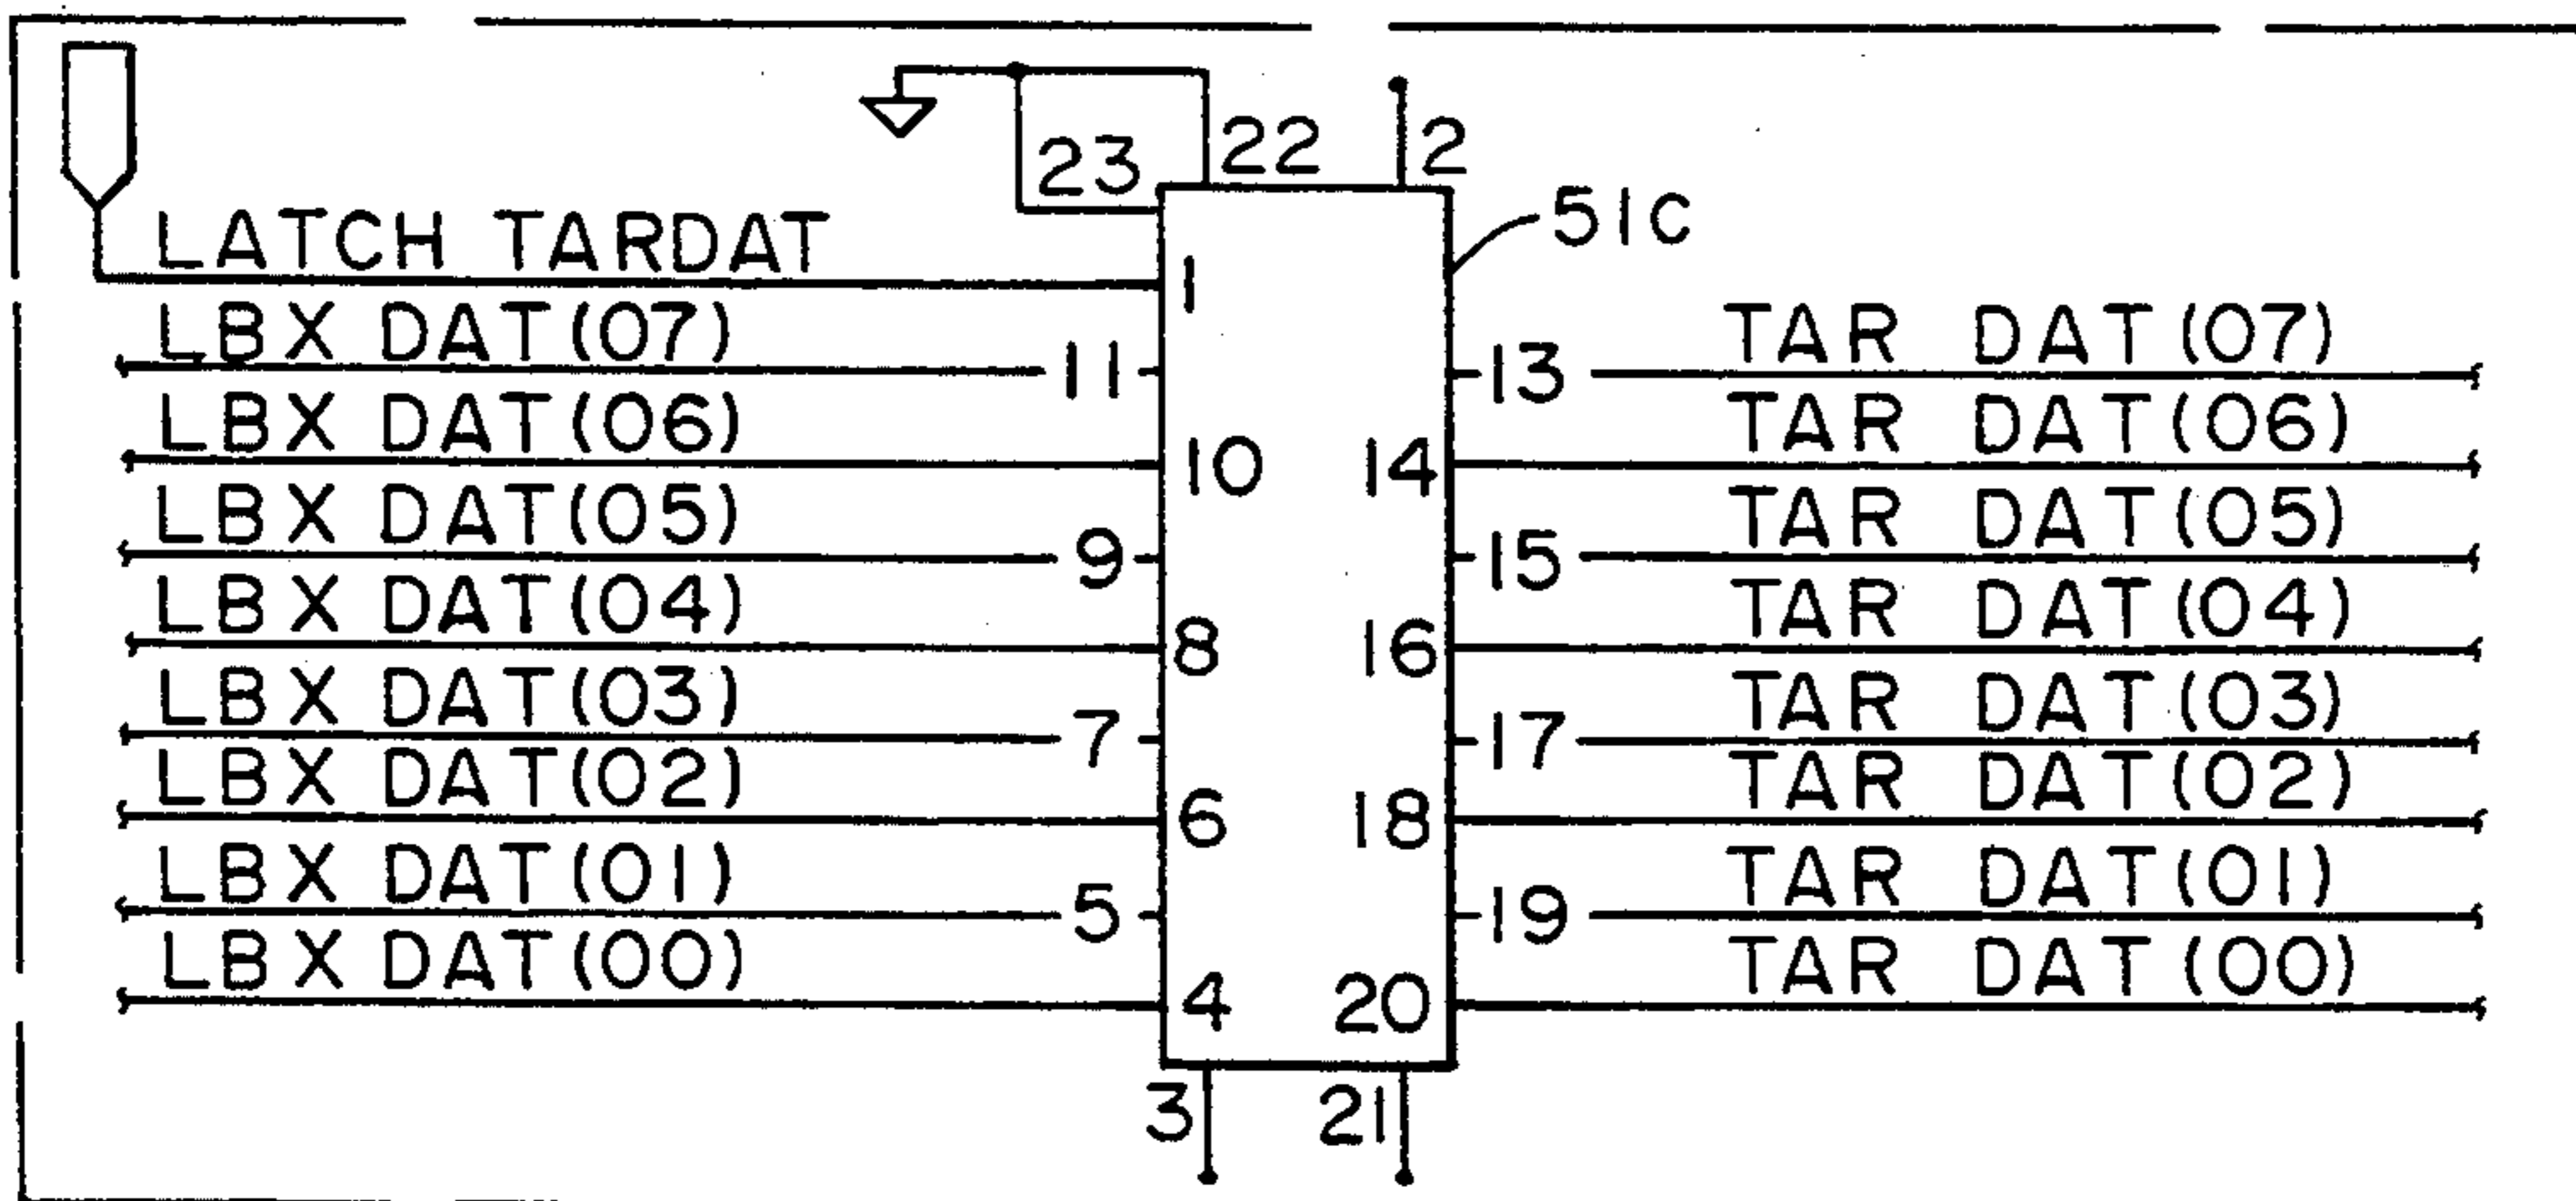 23 22 2
51C
LATCH TARDAT 1
LBX DAT(07) 11 13 TAR DAT(07)
LBX DAT(06) 10 14 TAR DAT(06)
LBX DAT(05) 9 15 TAR DAT(05)
LBX DAT(04) 8 16 TAR DAT(04)
LBX DAT(03) 7 17 TAR DAT(03)
LBX DAT(02) 6 18 TAR DAT(02)
LBX DAT(01) 5 19 TAR DAT(01)
LBX DAT(00) 4 20 TAR DAT(00)
3 21